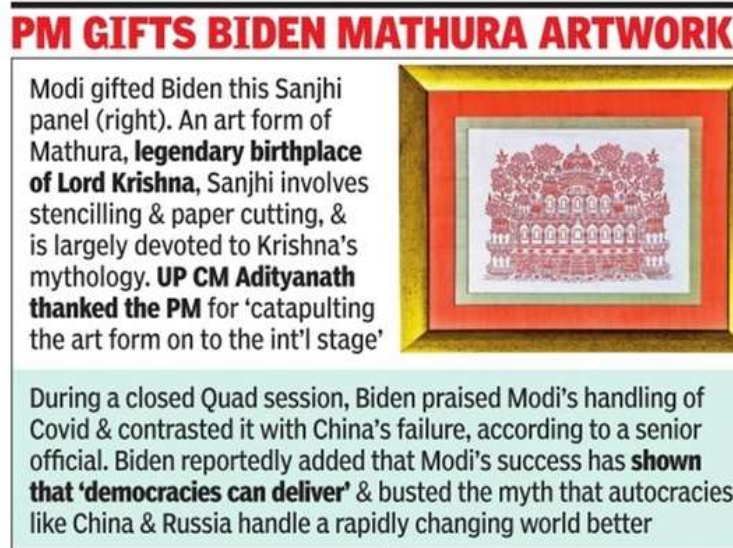 PM GIFTS BIDEN MATHURA ARTWORK
Modi gifted Biden this Sanjhi
panel (right). An art form of
Mathura, legendary birthplace
of Lord Krishna, Sanjhi involves
stencilling & paper cutting, &
is largely devoted to Krishna's
mythology. UP CM Adityanath
thanked the PM for ‘catapulting
the art form on to the int’l stage’
During a closed Quad session, Biden praised Modi’s handling of
Covid & contrasted it with China’s failure, according to a senior
official. Biden reportedly added that Modi’s success has shown
that ‘democracies can deliver’ & busted the myth that autocracies
like China & Russia handle a rapidly changing world better